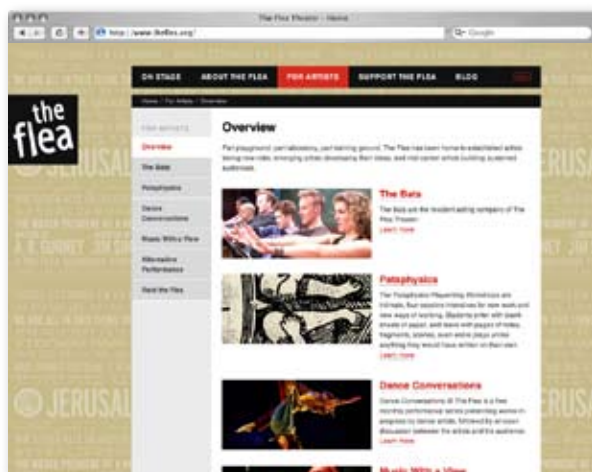 The Flea Theater - Home
http://www.theflea.org/
Google
the
flea
ON STAGE ABOUT THE FLEA FOR ARTISTS SUPPORT THE FLEA BLOG
Home / For Artists / Overview
FOR ARTISTS
Overview
The Bats
Pataphysics
Dance
Conversations
Music With a View
Alternative
Performance
Rent the Flea
Overview
Part playground, part laboratory, part training ground. The Flea has been home to established artists
taking new risks, emerging artists developing their ideas, and mid-career artists building sustained
audiences.
The Bats
The Bats are the resident acting company of The
Flea Theater.
Learn more
Pataphysics
The Pataphysics Playwriting Workshops are
intimate, four-session intensives for new work and
new ways of working. Students enter with blank
sheets of paper, and leave with pages of notes,
fragments, scenes, even entire plays unlike
anything they would have written on their own.
Learn more
Dance Conversations
Dance Conversations @ The Flea is a free
monthly performance series presenting works-in-
progress by dance artists, followed by an open
discussion between the artists and the audience.
Learn more
Music With a View
JERUSAL